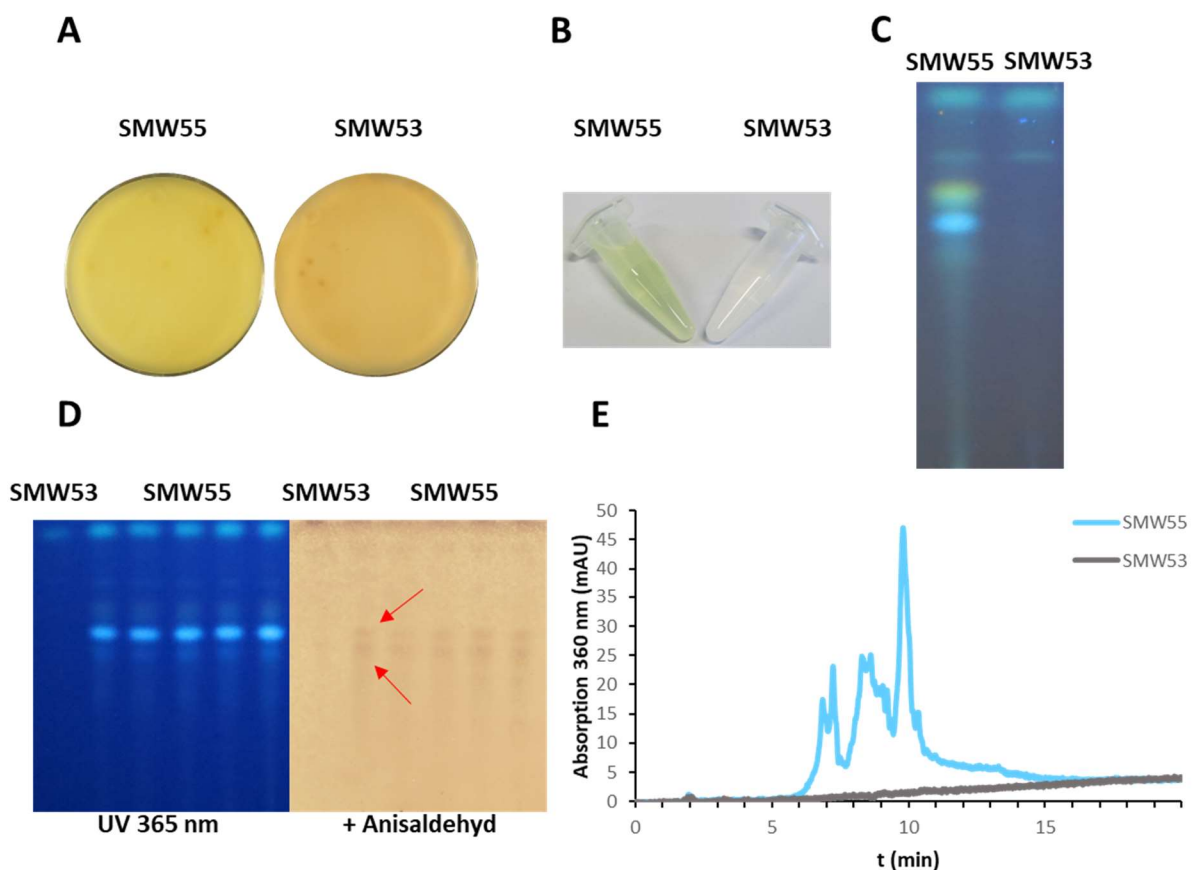 A
SMW55 SMW53
B
SMW55 SMW53
C
SMW55 SMW53
D
SMW53 SMW55 SMW53 SMW55
UV 365 nm + Anisaldehyd
E
Absorption 360 nm (mAU)
50
45
40
35
30
25
20
15
10
5
0
0 5 10 15
t (min)
SMW55
SMW53